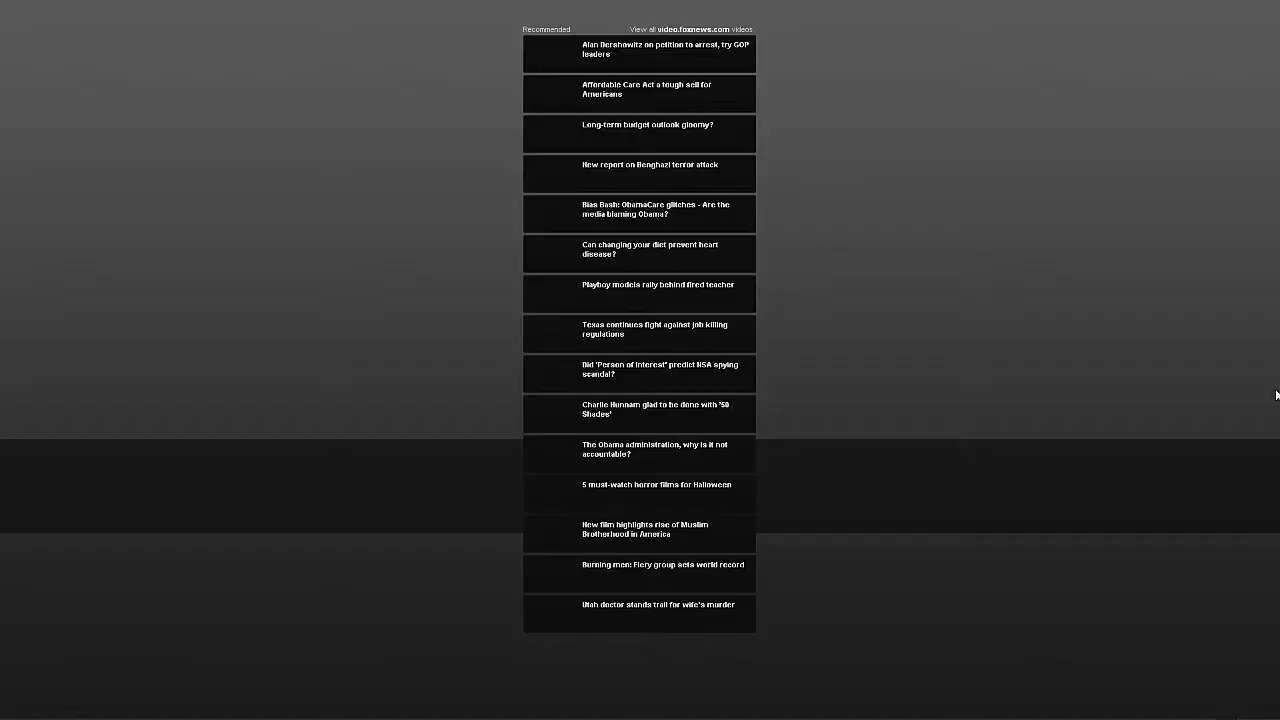 Recommended
View all video.foxnews.com videos
Alan Dershowitz on petition to arrest, try GOP
leaders
Affordable Care Act a tough sell for
Americans
Long-term budget outlook gloomy?
New report on Benghazi terror attack
Bias Bash: ObamaCare glitches - Are the
media blaming Obama?
Can changing your diet prevent heart
disease?
Playboy models rally behind fired teacher
Texas continues fight against job killing
regulations
Did 'Person of Interest' predict NSA spying
scandal?
Charlie Hunnam glad to be done with '50
Shades'
The Obama administration, why is it not
accountable?
5 must-watch horror films for Halloween
New film highlights rise of Muslim
Brotherhood in America
Burning men: Fiery group sets world record
Utah doctor stands trail for wife's murder